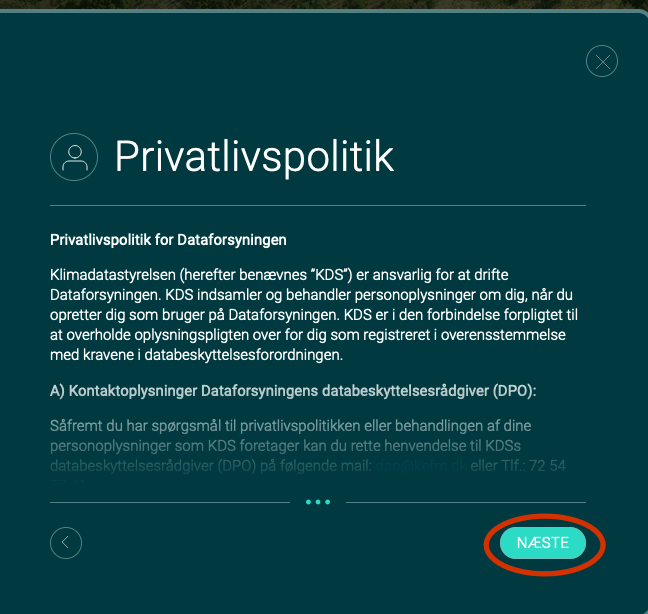 Privatlivspolitik
Privatlivspolitik for Dataforsyningen
Klimadatastyrelsen (herefter benævnes “KDS”) er ansvarlig for at drifte
Dataforsyningen. KDS indsamler og behandler personoplysninger om dig, når du
opretter dig som bruger på Dataforsyningen. KDS er i den forbindelse forpligtet til
at overholde oplysningspligten over for dig som registreret i overensstemmelse
med kravene i databeskyttelsesforordningen.
A) Kontaktoplysninger Dataforsyningens databeskyttelsesrådgiver (DPO):
Såfremt du har spørgsmål til privatlivspolitikken eller behandlingen af dine
personoplysninger som KDS foretager kan du rette henvendelse til KDSs
databeskyttelsesrådgiver (DPO) på følgende mail: eller Tlf.: 72 54
NÆSTE